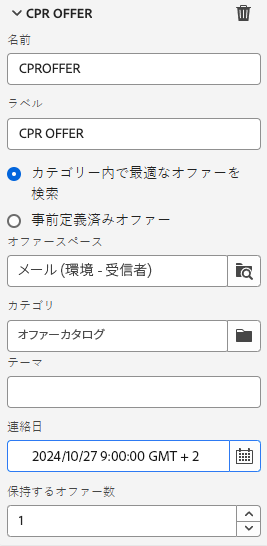 CPR OFFER
名前
CPROFFER
ラベル
CPR OFFER
カテゴリー内で最適なオファーを
検索
事前定義済みオファー
オファースペース
メール (環境 - 受信者)
カテゴリ
オファーカタログ
テーマ
連絡日
2024/10/27 9:00:00 GMT + 2
保持するオファー数
1